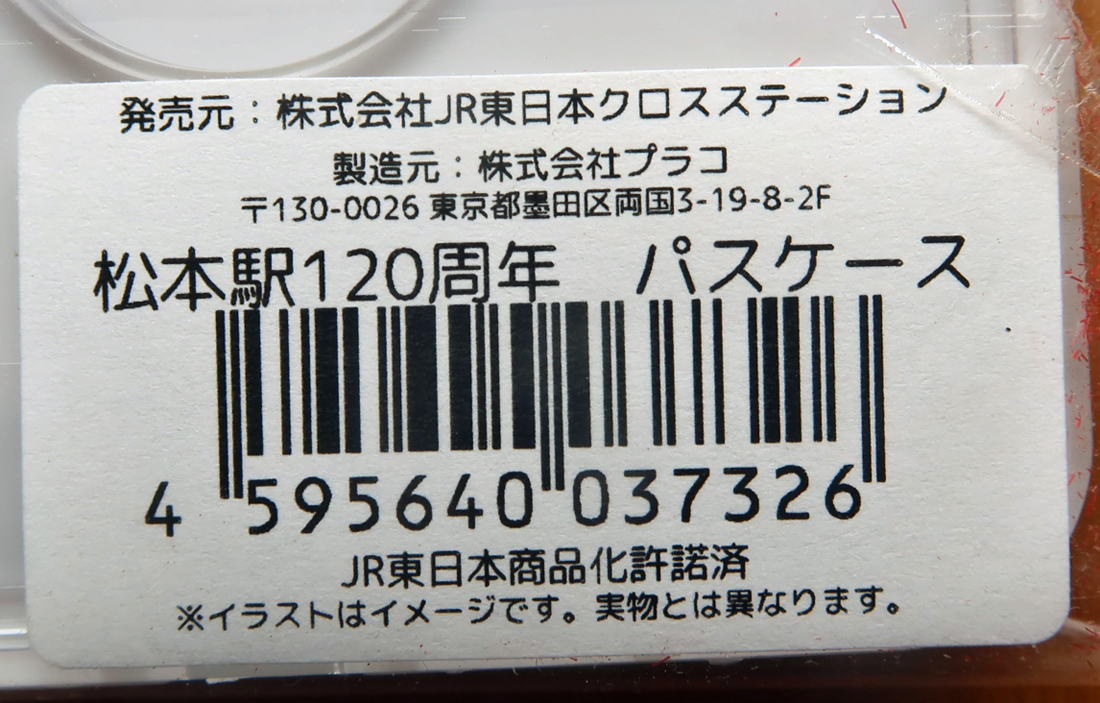 発売元：株式会社JR東日本クロスステーション
製造元：株式会社プラコ
〒130-0026 東京都墨田区両国3-19-8-2F
松本駅120周年　パスケース
4 595640 037326
JR東日本商品化許諾済
※イラストはイメージです。実物とは異なります。